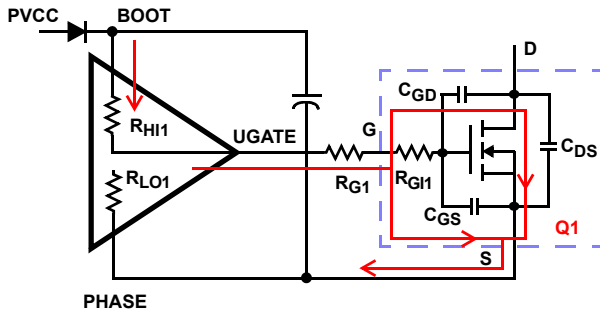 PVCC
BOOT
D
CGD
RHI1
UGATE
G
CDS
RLO1
RG1
RGI1
CGS
Q1
S
PHASE